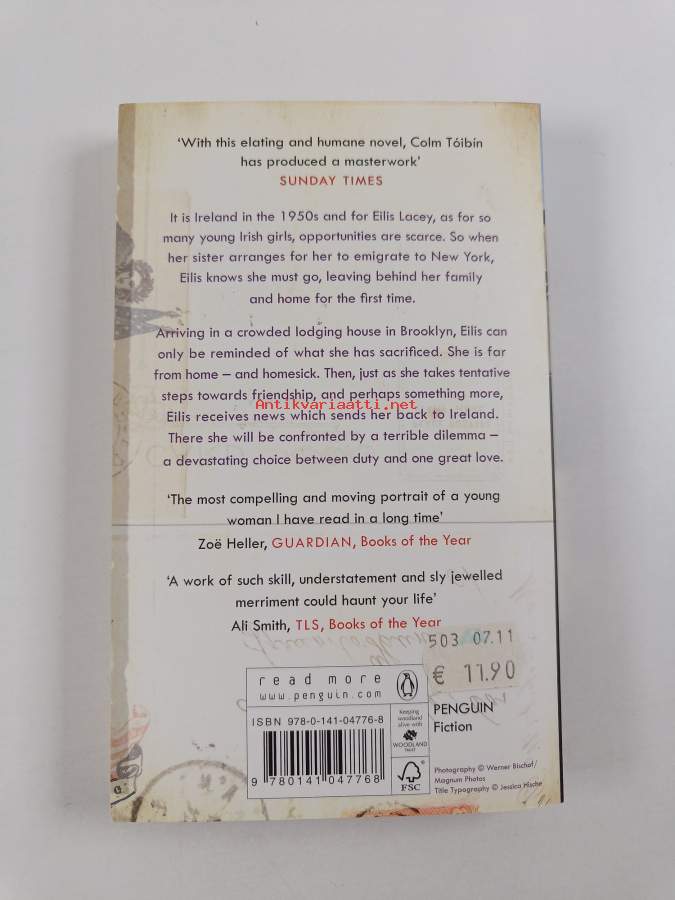 ‘With this elating and humane novel, Colm Tóibín
has produced a masterwork’
SUNDAY TIMES
It is Ireland in the 1950s and for Eilis Lacey, as for so
many young Irish girls, opportunities are scarce. So when
her sister arranges for her to emigrate to New York,
Eilis knows she must go, leaving behind her family
and home for the first time.
Arriving in a crowded lodging house in Brooklyn, Eilis can
only be reminded of what she has sacrificed. She is far
from home – and homesick. Then, just as she takes tentative
steps towards friendship, and perhaps something more,
Antikvariaatti.net
Eilis receives news which sends her back to Ireland.
There she will be confronted by a terrible dilemma –
a devastating choice between duty and one great love.
‘The most compelling and moving portrait of a young
woman I have read in a long time’
Zoë Heller, GUARDIAN, Books of the Year
‘A work of such skill, understatement and sly jewelled
merriment could haunt your life’
Ali Smith, TLS, Books of the Year
503 07.11
€ 11.90
read more
www.penguin.com
PENGUIN
Fiction
ISBN 978-0-141-04776-8
9 780141 047768
Keeping
woodland
alive with
WOODLAND
trust
FSC
Photography © Werner Bischof/
Magnum Photos
Title Typography © Jessica Hische